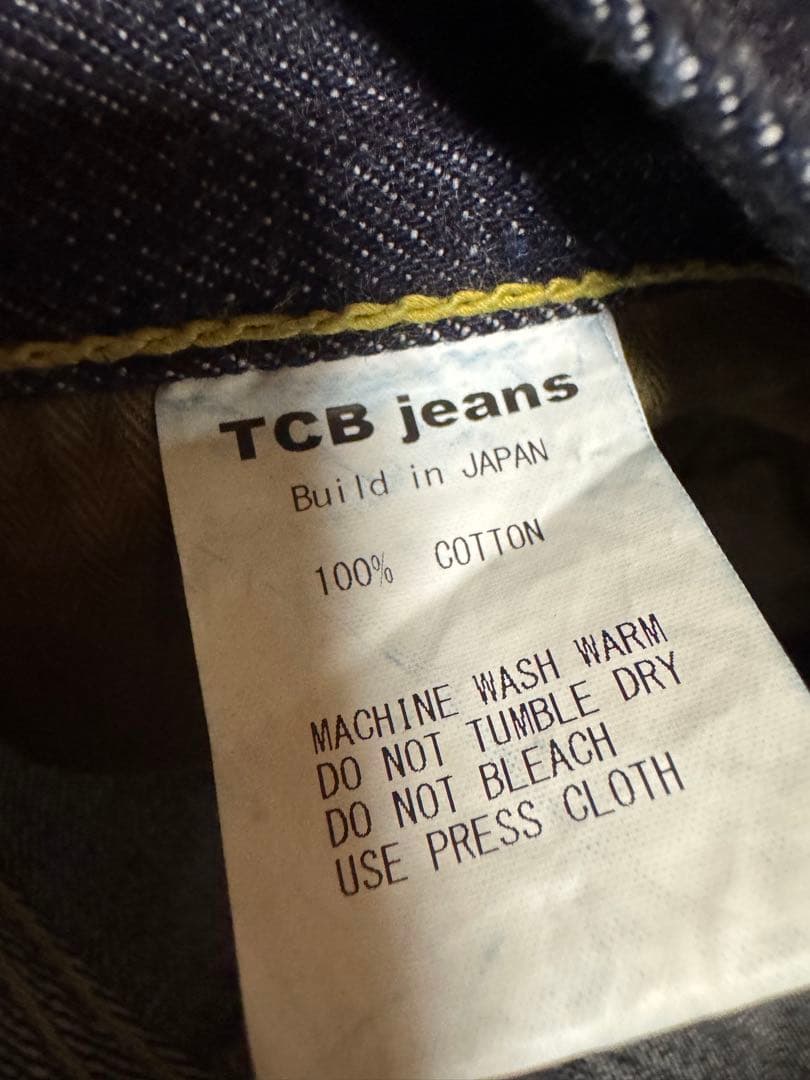 TCB jeans
Build in JAPAN
100% COTTON
MACHINE WASH WARM
DO NOT TUMBLE DRY
DO NOT BLEACH
USE PRESS CLOTH